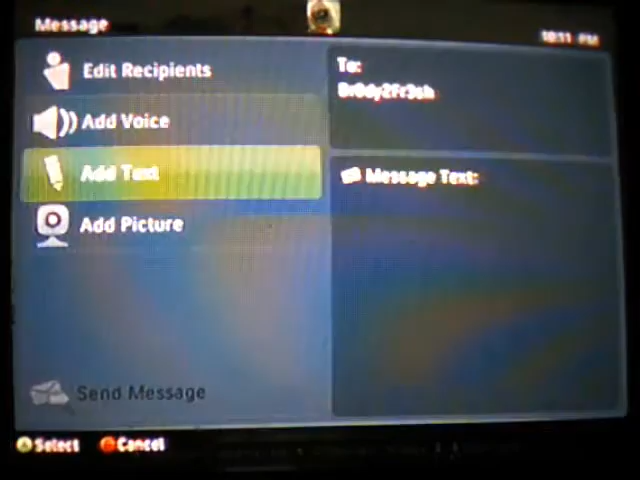 Message
10:11 PM
Edit Recipients
Add Voice
Add Text
Add Picture
Send Message
To:
Br0dy2Fr3sh
Message Text:
A Select
B Cancel